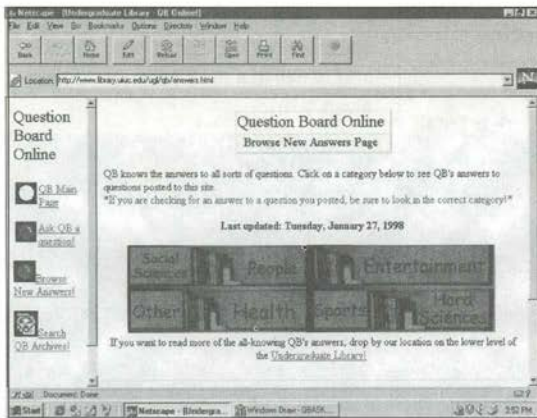 Netscape - [Undergraduate Library - QB Online!]
File Edit View Go Bookmarks Options Directory Window Help
Back Home Edit Reload Open Print Find
Location: http://www.library.uiuc.edu/ugl/qb/answers.html
Question
Board
Online
QB Main
Page
Ask QB a
question!
Browse
New Answers!
Search
QB Archives!
Question Board Online
Browse New Answers Page
QB knows the answers to all sorts of questions. Click on a category below to see QB's answers to
questions posted to this site.
*If you are checking for an answer to a question you posted, be sure to look in the correct category!*
Last updated: Tuesday, January 27, 1998
Social
Sciences
People
Entertainment
Other
Health
Sports
Hard
Sciences
If you want to read more of the all-knowing QB's answers, drop by our location on the lower level of
the Undergraduate Library!
Document: Done
Start
Netscape - [Undergra...
Windows Draw - QBASK...
3:52 PM